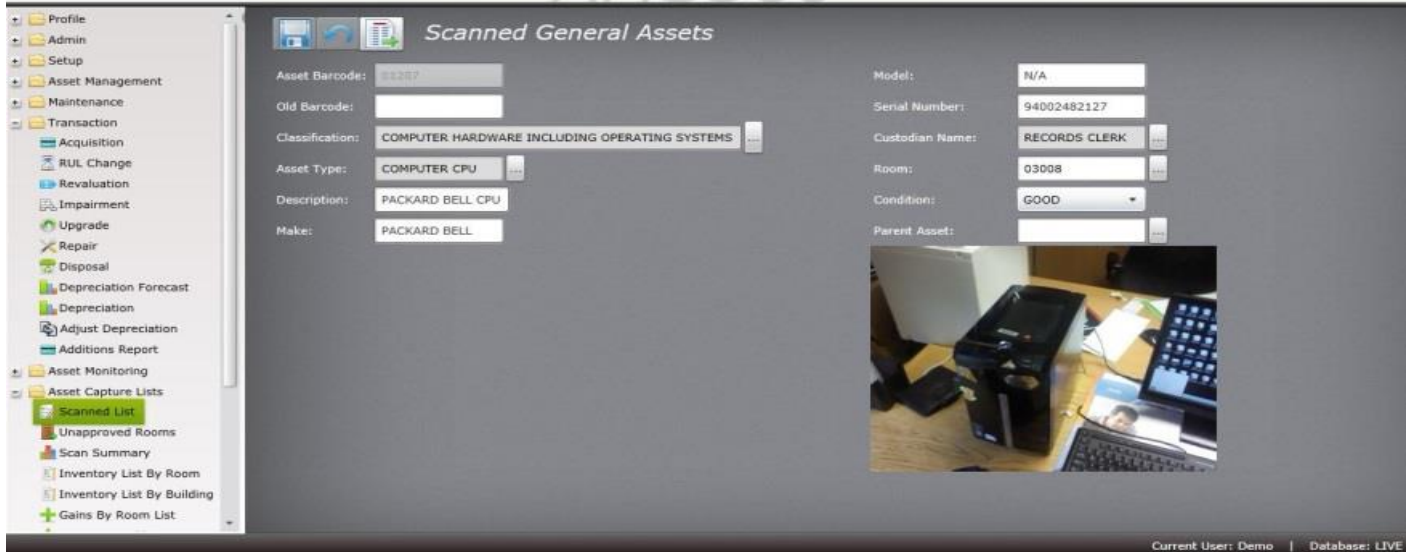 Profile
Admin
Setup
Asset Management
Maintenance
Transaction
Acquisition
RUL Change
Revaluation
Impairment
Upgrade
Repair
Disposal
Depreciation Forecast
Depreciation
Adjust Depreciation
Additions Report
Asset Monitoring
Asset Capture Lists
Scanned List
Unapproved Rooms
Scan Summary
Inventory List By Room
Inventory List By Building
Gains By Room List
Scanned General Assets
Asset Barcode: 01287
Old Barcode:
Classification: COMPUTER HARDWARE INCLUDING OPERATING SYSTEMS ...
Asset Type: COMPUTER CPU ...
Description: PACKARD BELL CPU
Make: PACKARD BELL
Model: N/A
Serial Number: 94002482127
Custodian Name: RECORDS CLERK ...
Room: 03008 ...
Condition: GOOD
Parent Asset: ...
Current User: Demo | Database: LIVE